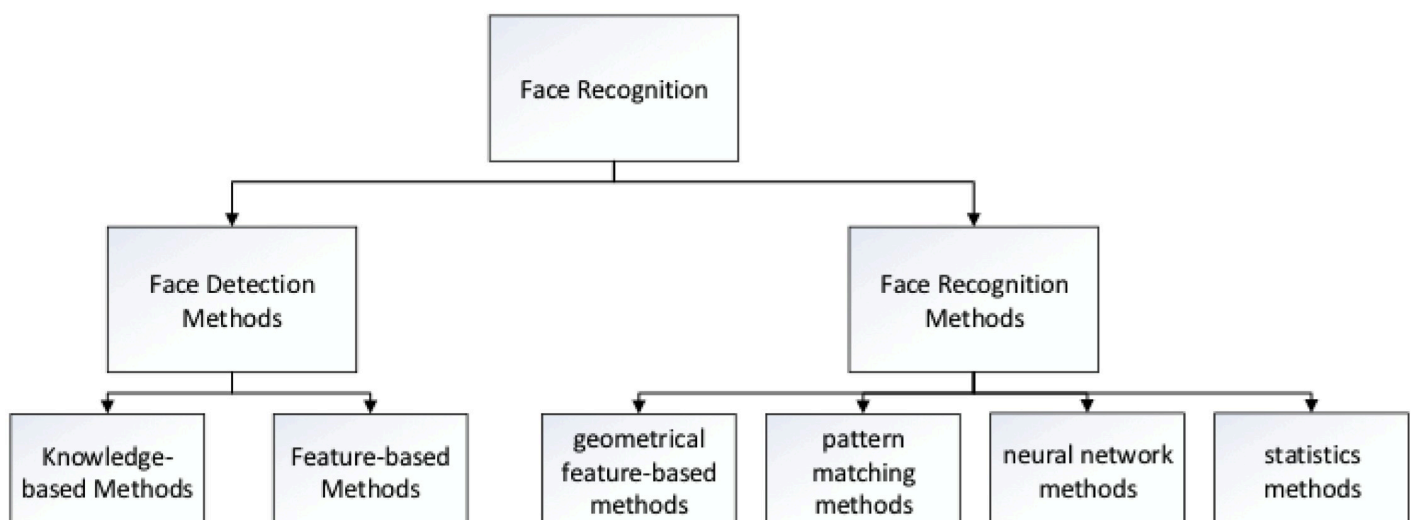 Face Recognition
Face Detection
Methods
Face Recognition
Methods
Knowledge-
based Methods
Feature-based
Methods
geometrical
feature-based
methods
pattern
matching
methods
neural network
methods
statistics
methods